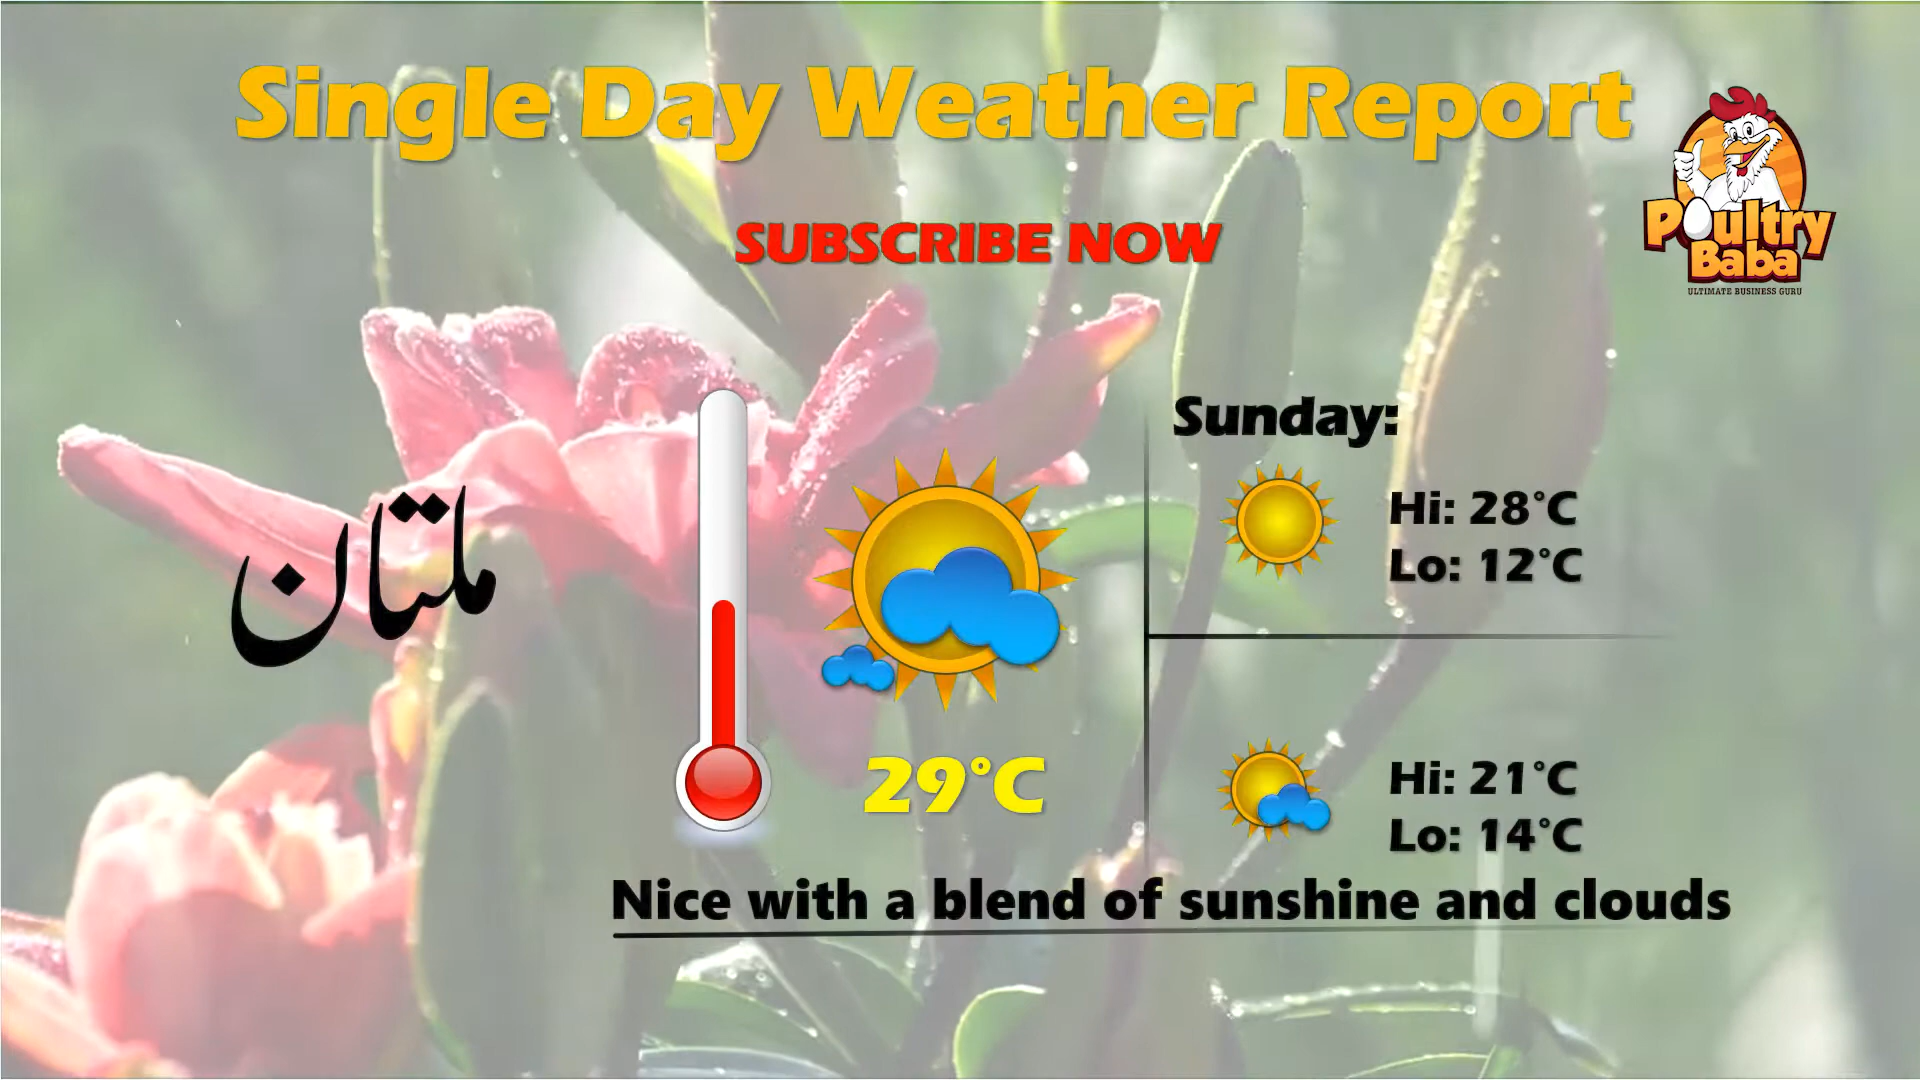 Single Day Weather Report
Poultry
Baba
ULTIMATE BUSINESS GURU
SUBSCRIBE NOW
ملتان
29°C
Sunday:
Hi: 28°C
Lo: 12°C
Hi: 21°C
Lo: 14°C
Nice with a blend of sunshine and clouds